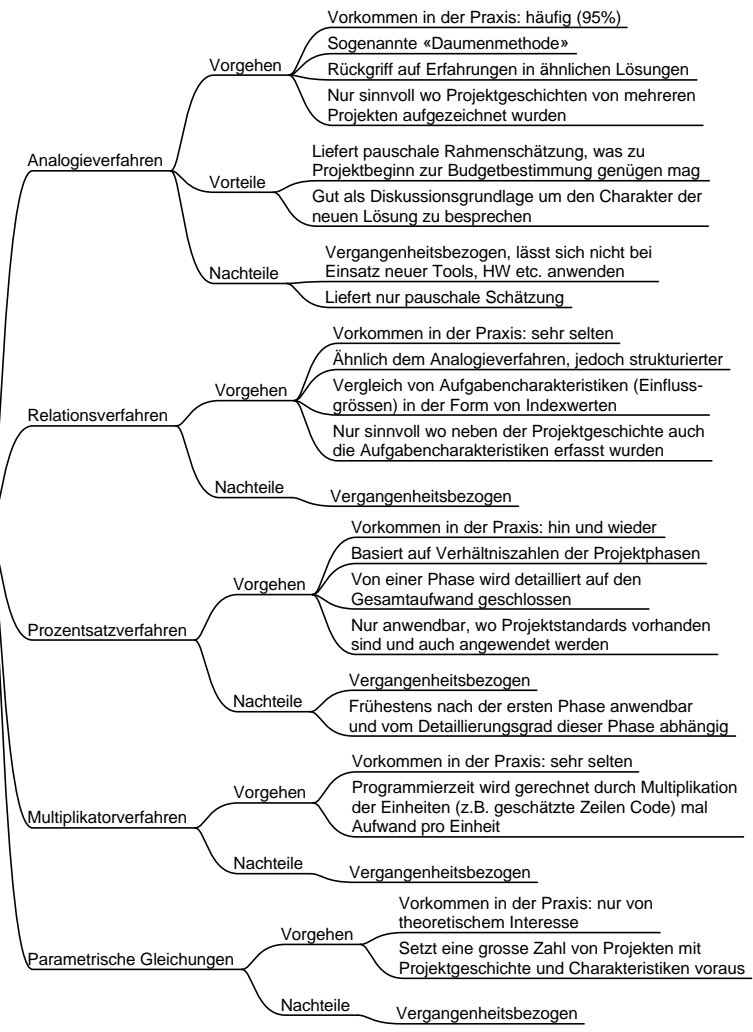 Analogieverfahren
Vorgehen
Vorkommen in der Praxis: häufig (95%)
Sogenannte «Daumenmethode»
Rückgriff auf Erfahrungen in ähnlichen Lösungen
Nur sinnvoll wo Projektgeschichten von mehreren
Projekten aufgezeichnet wurden
Vorteile
Liefert pauschale Rahmenschätzung, was zu
Projektbeginn zur Budgetbestimmung genügen mag
Gut als Diskussionsgrundlage um den Charakter der
neuen Lösung zu besprechen
Nachteile
Vergangenheitsbezogen, lässt sich nicht bei
Einsatz neuer Tools, HW etc. anwenden
Liefert nur pauschale Schätzung
Relationsverfahren
Vorgehen
Vorkommen in der Praxis: sehr selten
Ähnlich dem Analogieverfahren, jedoch strukturierter
Vergleich von Aufgabencharakteristiken (Einfluss-
grössen) in der Form von Indexwerten
Nur sinnvoll wo neben der Projektgeschichte auch
die Aufgabencharakteristiken erfasst wurden
Nachteile
Vergangenheitsbezogen
Prozentsatzverfahren
Vorgehen
Vorkommen in der Praxis: hin und wieder
Basiert auf Verhältniszahlen der Projektphasen
Von einer Phase wird detailliert auf den
Gesamtaufwand geschlossen
Nur anwendbar, wo Projektstandards vorhanden
sind und auch angewendet werden
Nachteile
Vergangenheitsbezogen
Frühestens nach der ersten Phase anwendbar
und vom Detaillierungsgrad dieser Phase abhängig
Multiplikatorverfahren
Vorgehen
Vorkommen in der Praxis: sehr selten
Programmierzeit wird gerechnet durch Multiplikation
der Einheiten (z.B. geschätzte Zeilen Code) mal
Aufwand pro Einheit
Nachteile
Vergangenheitsbezogen
Parametrische Gleichungen
Vorgehen
Vorkommen in der Praxis: nur von
theoretischem Interesse
Setzt eine grosse Zahl von Projekten mit
Projektgeschichte und Charakteristiken voraus
Nachteile
Vergangenheitsbezogen